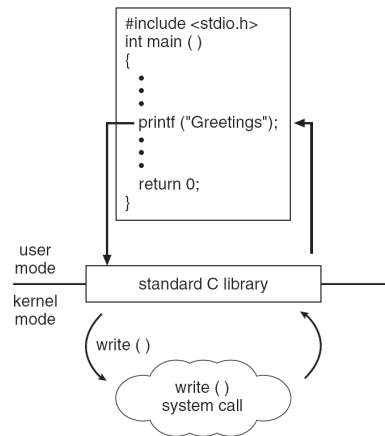 #include <stdio.h>
int main ( )
{
•
•
•
printf ("Greetings");
•
•
•
return 0;
}
user
mode
standard C library
kernel
mode
write ( )
write ( )
system call